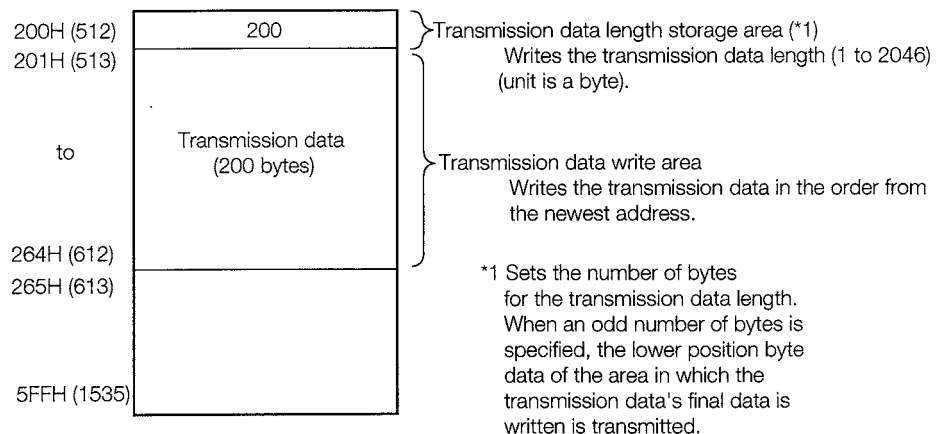 200H (512)
200
Transmission data length storage area (*1)
201H (513)
Writes the transmission data length (1 to 2046)
(unit is a byte).
to
Transmission data
(200 bytes)
Transmission data write area
Writes the transmission data in the order from
the newest address.
264H (612)
265H (613)
5FFH (1535)
*1 Sets the number of bytes
for the transmission data length.
When an odd number of bytes is
specified, the lower position byte
data of the area in which the
transmission data's final data is
written is transmitted.